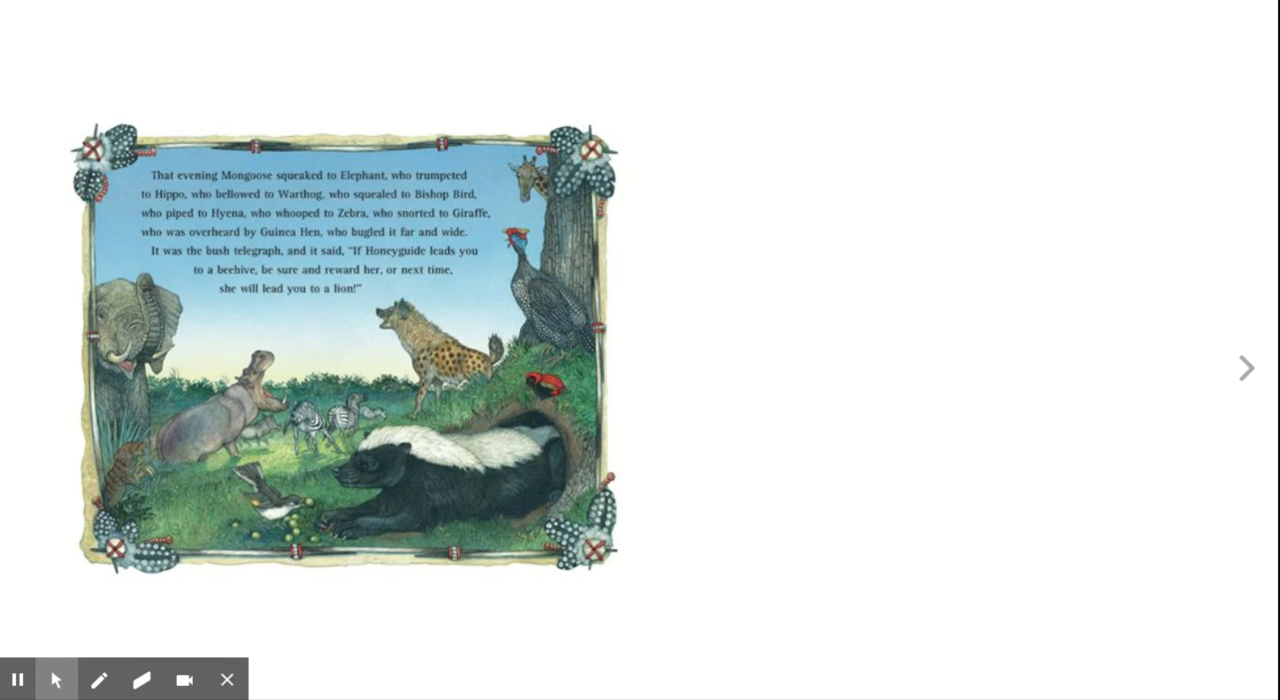 That evening Mongoose squeaked to Elephant, who trumpeted
to Hippo, who bellowed to Warthog, who squealed to Bishop Bird,
who piped to Hyena, who whooped to Zebra, who snorted to Giraffe,
who was overheard by Guinea Hen, who bugled it far and wide.
It was the bush telegraph, and it said, "If Honeyguide leads you
to a beehive, be sure and reward her, or next time,
she will lead you to a lion!"